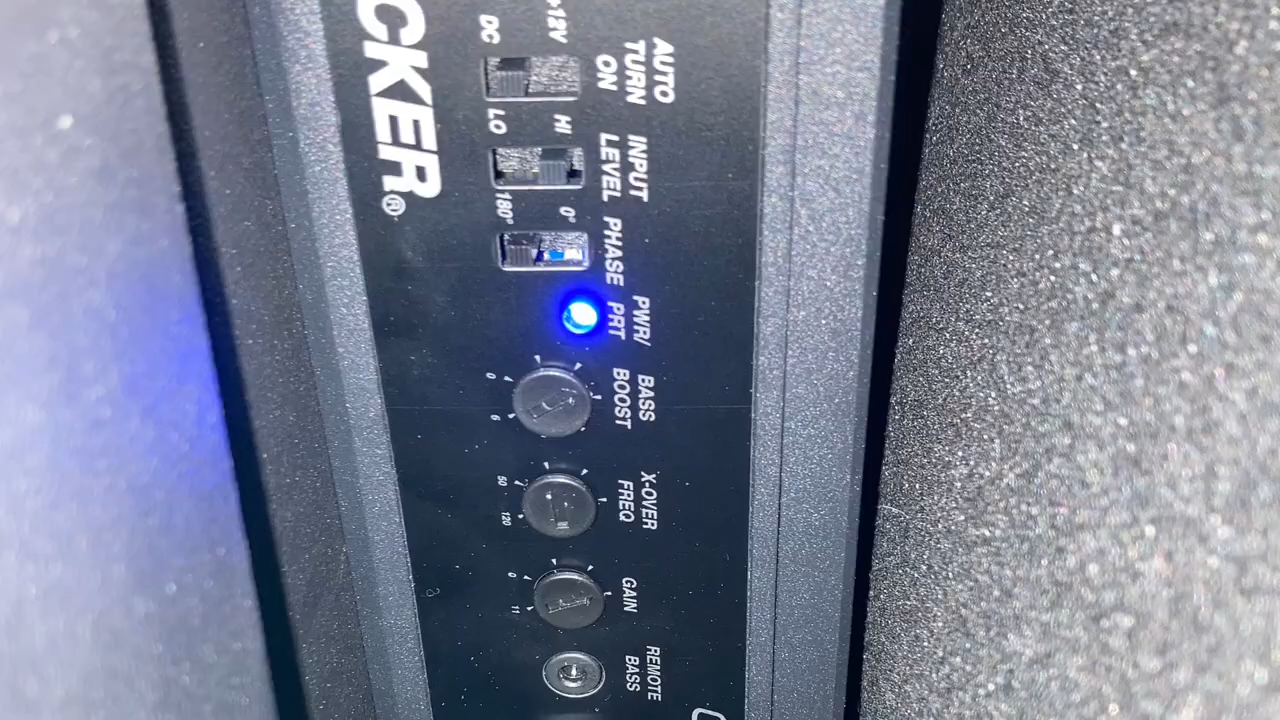 CKER®
AUTO
TURN
ON
+12V
DC
INPUT
LEVEL
HI
LO
PHASE
0°
180°
PWR/
PRT
BASS
BOOST
0
6
X-OVER
FREQ
50
120
GAIN
0
11
REMOTE
BASS